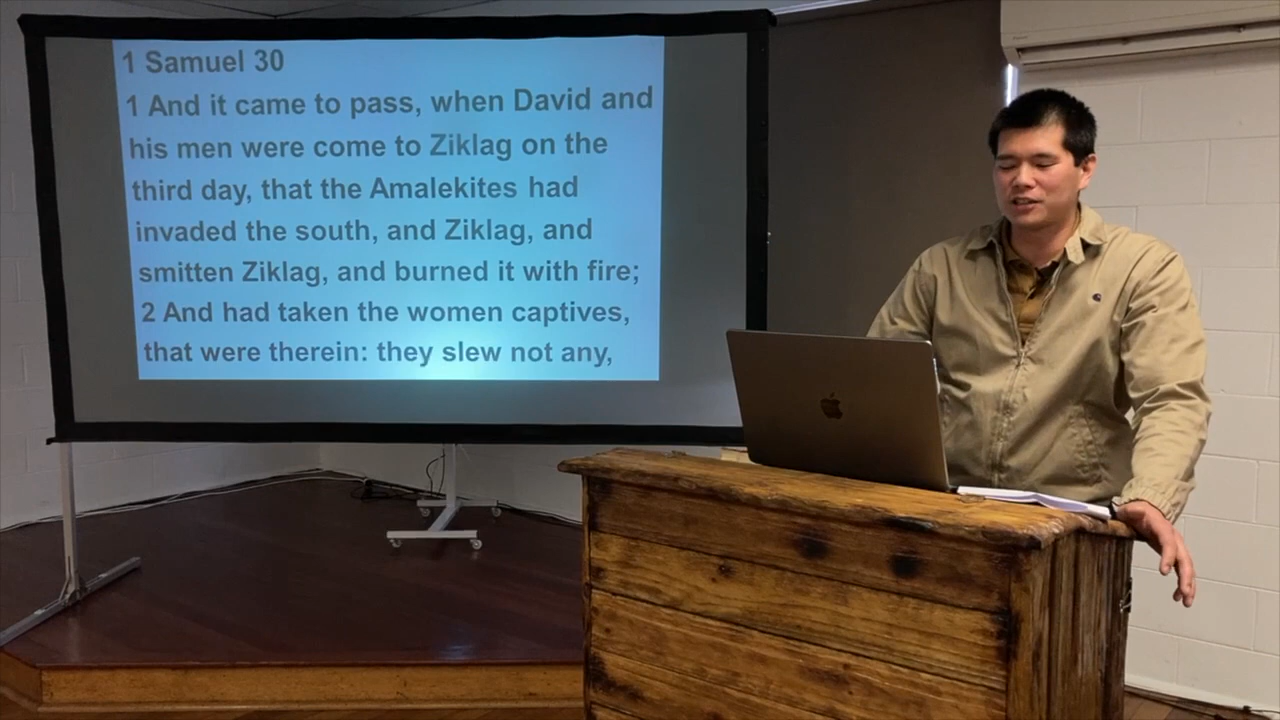 1 Samuel 30
1 And it came to pass, when David and
his men were come to Ziklag on the
third day, that the Amalekites had
invaded the south, and Ziklag, and
smitten Ziklag, and burned it with fire;
2 And had taken the women captives,
that were therein: they slew not any,